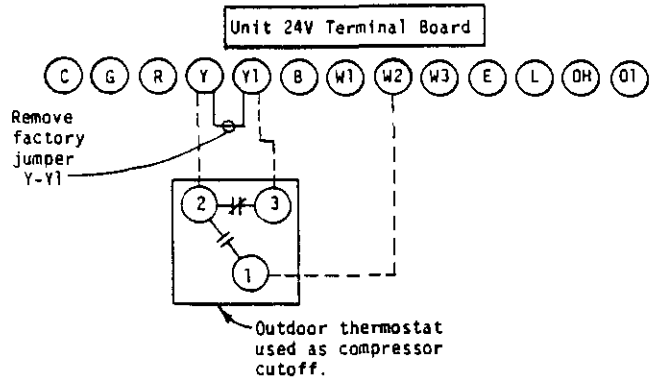 Unit 24V Terminal Board
C G R Y Y1 B W1 W2 W3 E L OH O1
Remove
factory
jumper
Y-Y1
2 3
1
Outdoor thermostat
used as compressor
cutoff.